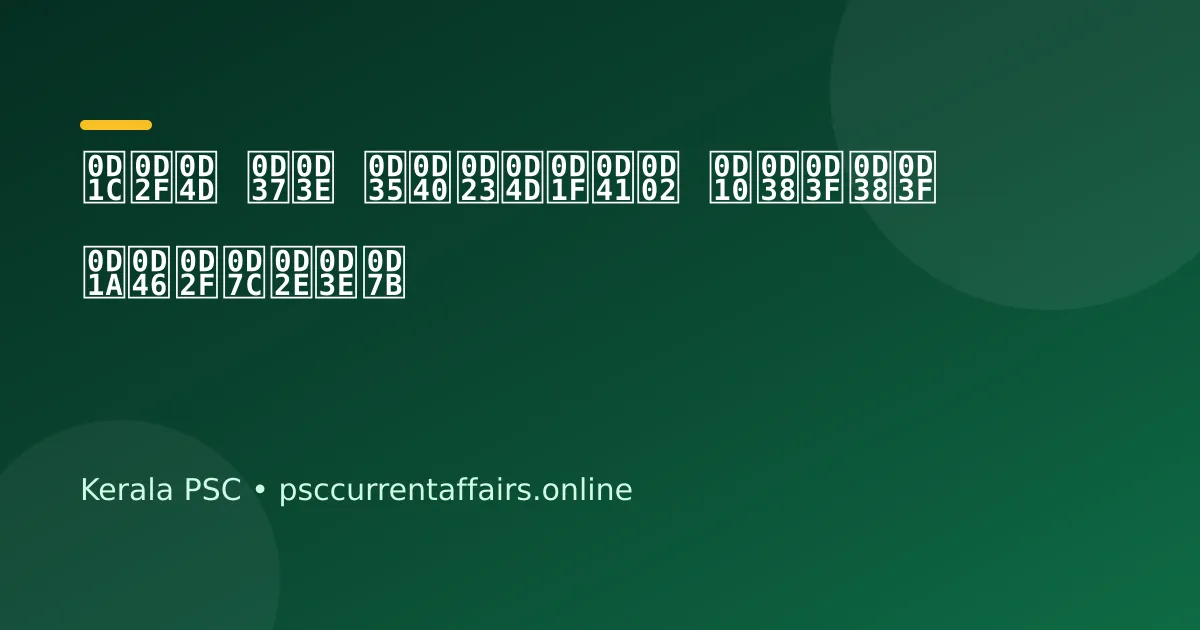 ജയ് ഷാ വീണ്ടും ഐസിസി
ചെയർമാൻ
Kerala PSC • psccurrentaffairs.online